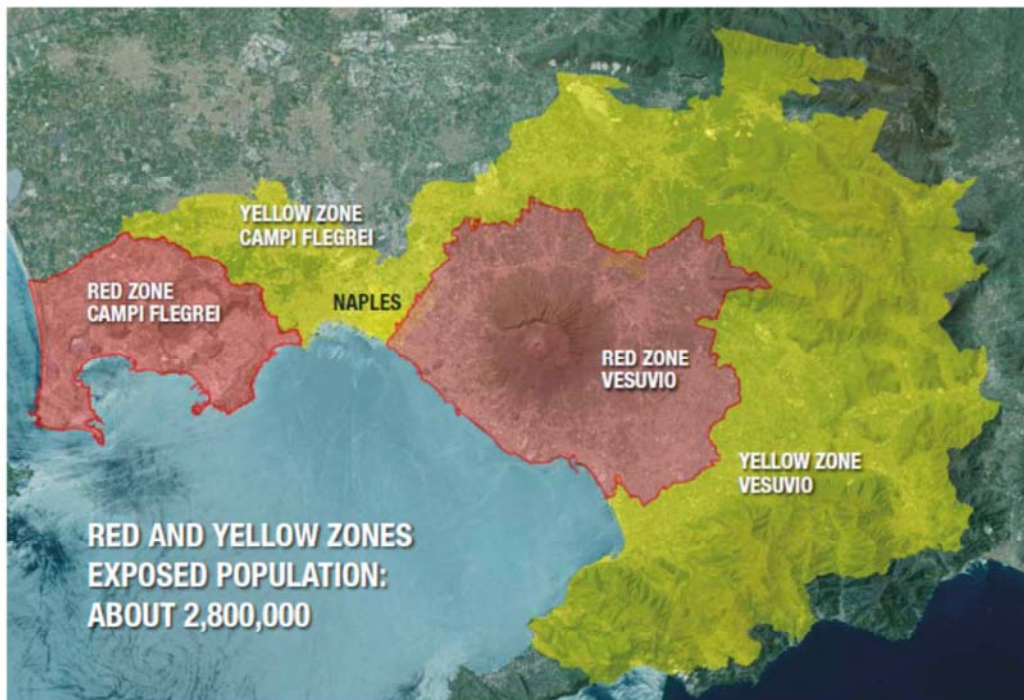 YELLOW ZONE
CAMPI FLEGREI
RED ZONE
CAMPI FLEGREI
NAPLES
RED ZONE
VESUVIO
YELLOW ZONE
VESUVIO
RED AND YELLOW ZONES
EXPOSED POPULATION:
ABOUT 2,800,000